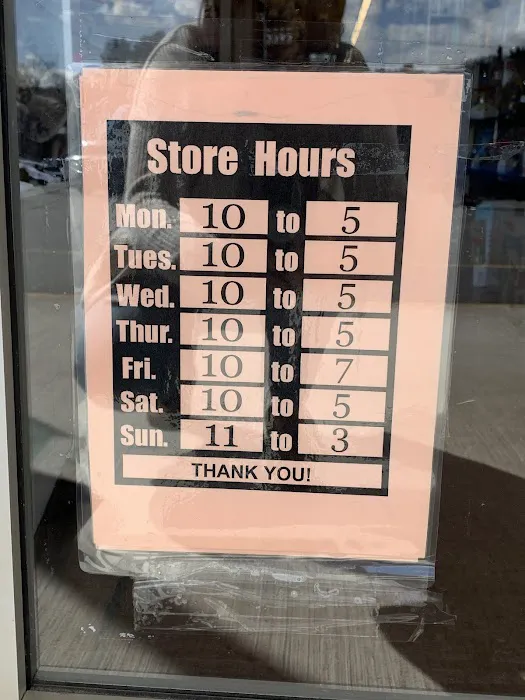 Store Hours
Mon. 10 to 5
Tues. 10 to 5
Wed. 10 to 5
Thur. 10 to 5
Fri. 10 to 7
Sat. 10 to 5
Sun. 11 to 3
THANK YOU!